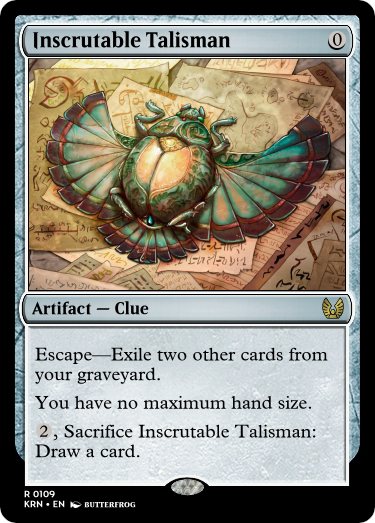 Inscrutable Talisman 0
Artifact — Clue
Escape—Exile two other cards from
your graveyard.
You have no maximum hand size.
2, Sacrifice Inscrutable Talisman:
Draw a card.
R 0109
KRN • EN BUTTERFROG